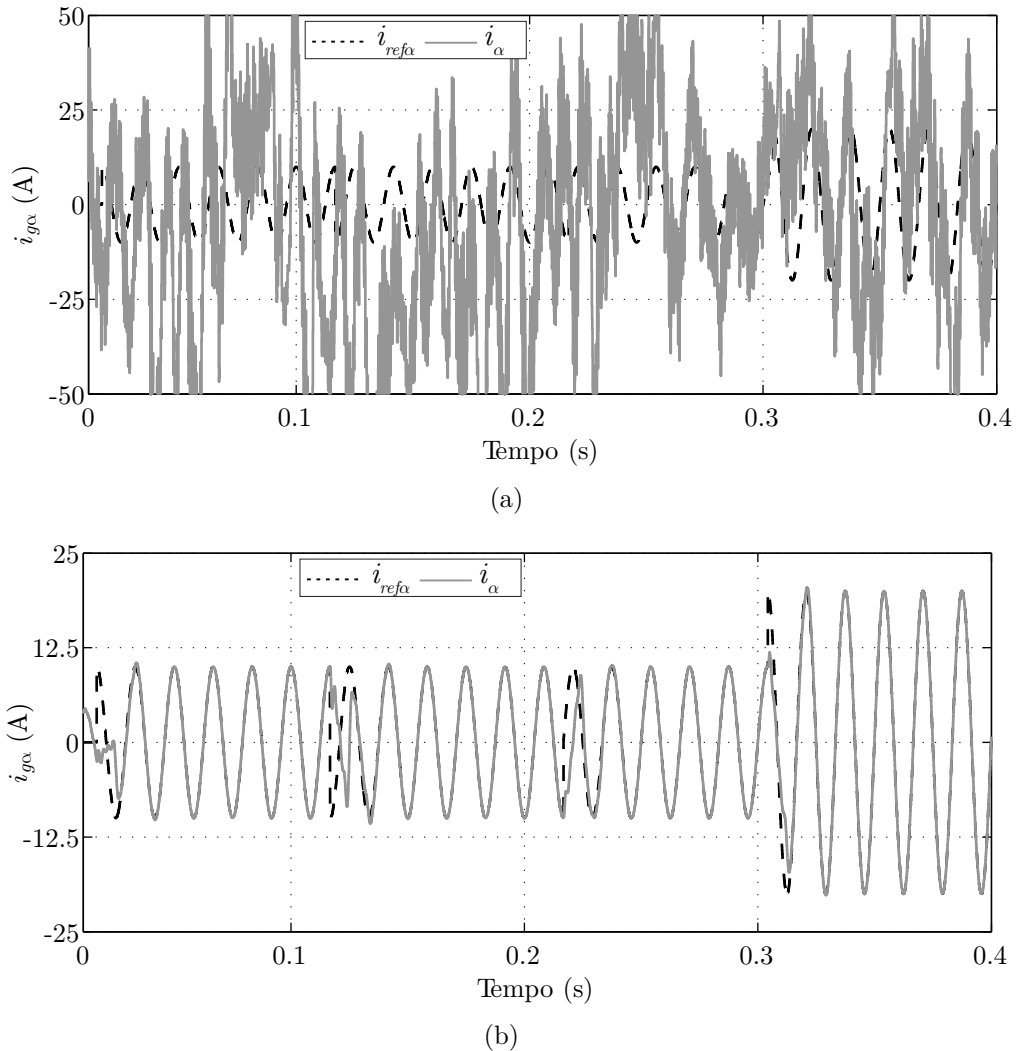 50
25
0
-25
-50
i_{gα} (A)
i_{refα} i_α
0 0.1 0.2 0.3 0.4
Tempo (s)
(a)
25
12.5
0
-12.5
-25
i_{gα} (A)
i_{refα} i_α
0 0.1 0.2 0.3 0.4
Tempo (s)
(b)